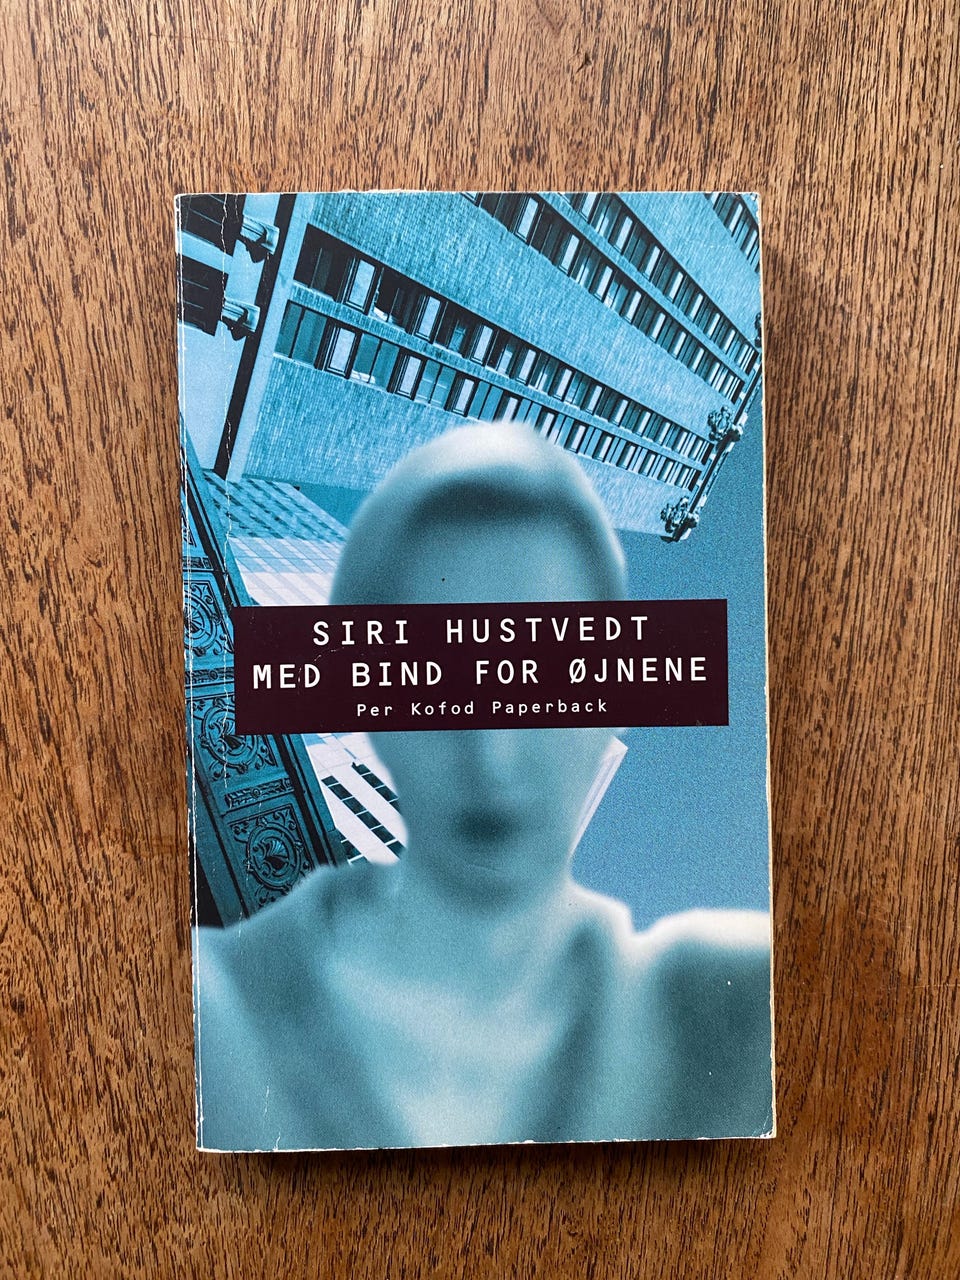 SIRI HUSTVEDT
MED BIND FOR ØJNENE
Per Kofod Paperback